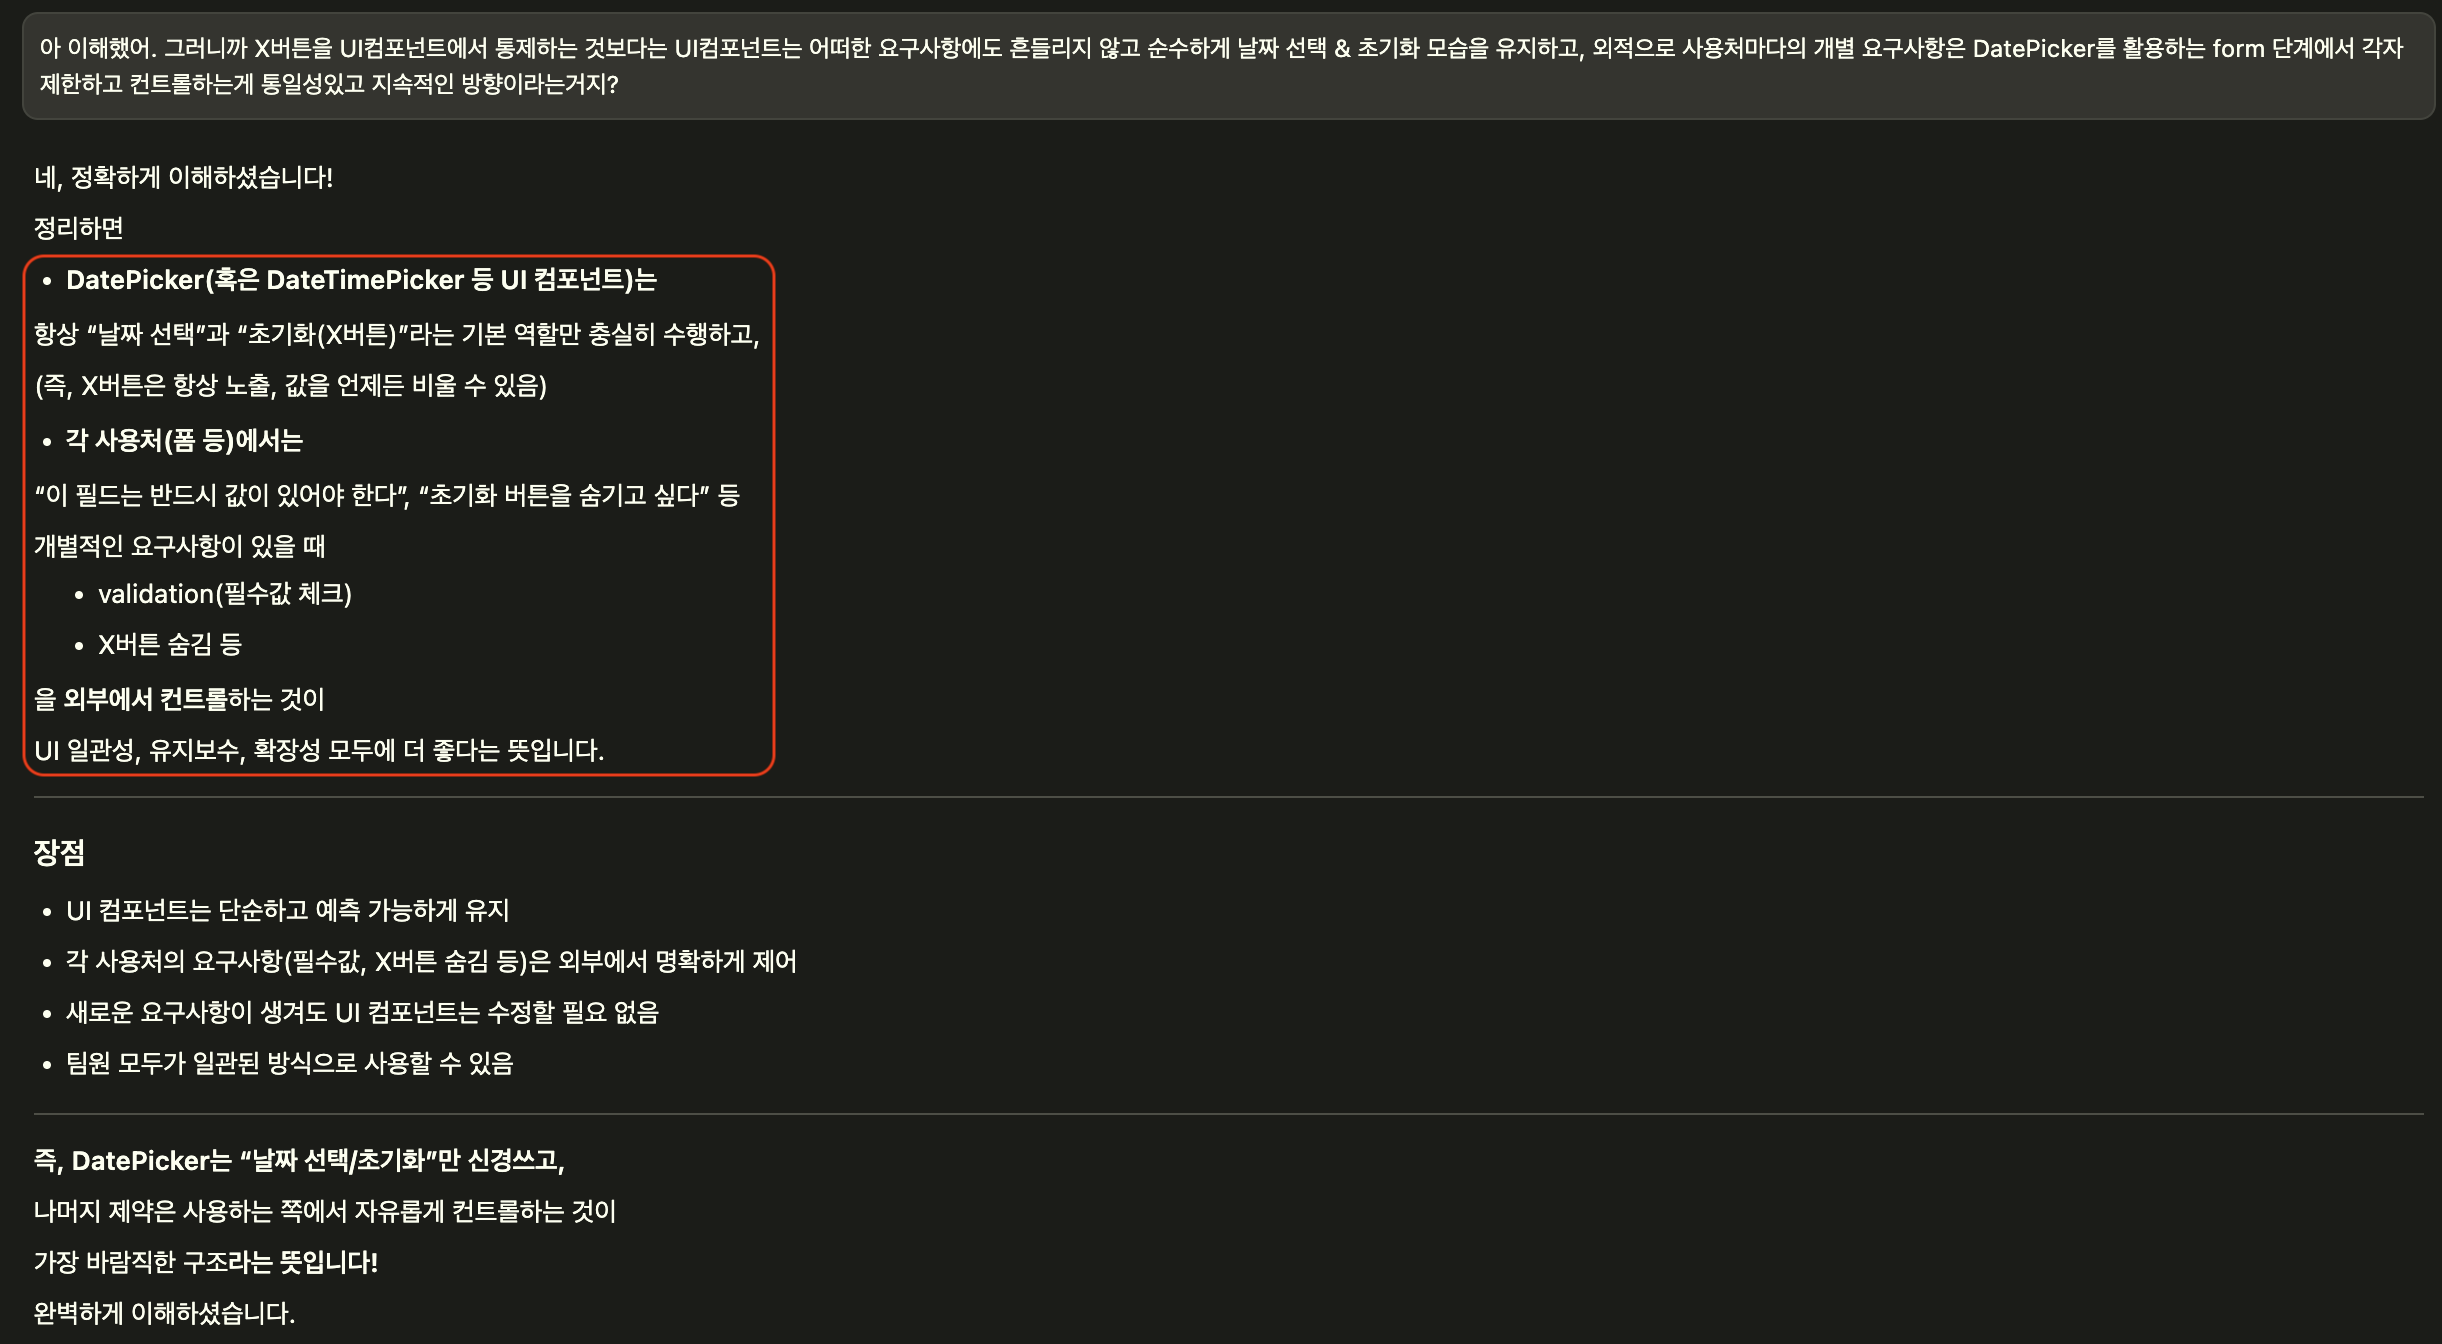 아 이해했어. 그러니까 X버튼을 UI컴포넌트에서 통제하는 것보다는 UI컴포넌트는 어떠한 요구사항에도 흔들리지 않고 순수하게 날짜 선택 & 초기화 모습을 유지하고, 외적으로 사용처마다의 개별 요구사항은 DatePicker를 활용하는 form 단계에서 각자
제한하고 컨트롤하는게 통일성있고 지속적인 방향이라는거지?
네, 정확하게 이해하셨습니다!
정리하면
• DatePicker(혹은 DateTimePicker 등 UI 컴포넌트)는
항상 “날짜 선택”과 “초기화(X버튼)”라는 기본 역할만 충실히 수행하고,
(즉, X버튼은 항상 노출, 값을 언제든 비울 수 있음)
• 각 사용처(폼 등)에서는
“이 필드는 반드시 값이 있어야 한다”, “초기화 버튼을 숨기고 싶다” 등
개별적인 요구사항이 있을 때
• validation(필수값 체크)
• X버튼 숨김 등
을 외부에서 컨트롤하는 것이
UI 일관성, 유지보수, 확장성 모두에 더 좋다는 뜻입니다.
장점
• UI 컴포넌트는 단순하고 예측 가능하게 유지
• 각 사용처의 요구사항(필수값, X버튼 숨김 등)은 외부에서 명확하게 제어
• 새로운 요구사항이 생겨도 UI 컴포넌트는 수정할 필요 없음
• 팀원 모두가 일관된 방식으로 사용할 수 있음
즉, DatePicker는 “날짜 선택/초기화”만 신경쓰고,
나머지 제약은 사용하는 쪽에서 자유롭게 컨트롤하는 것이
가장 바람직한 구조라는 뜻입니다!
완벽하게 이해하셨습니다.